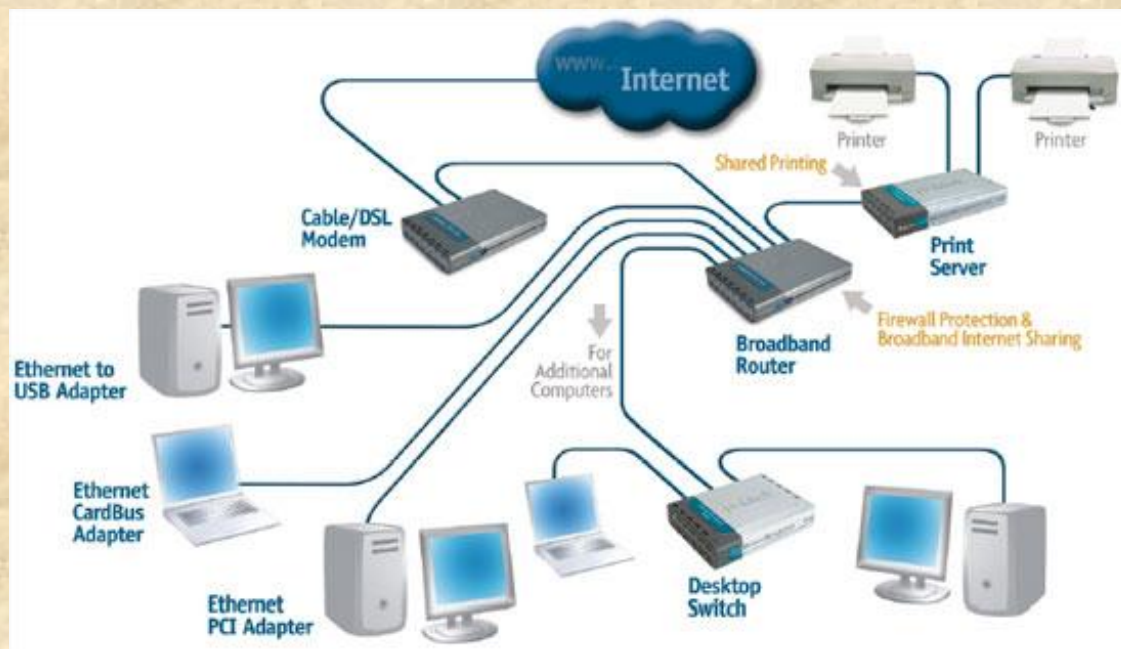 www... Internet
Printer
Printer
Shared Printing
Cable/DSL
Modem
Print
Server
Firewall Protection &
Broadband Internet Sharing
Broadband
Router
For
Additional
Computers
Ethernet to
USB Adapter
Ethernet
CardBus
Adapter
Ethernet
PCI Adapter
Desktop
Switch